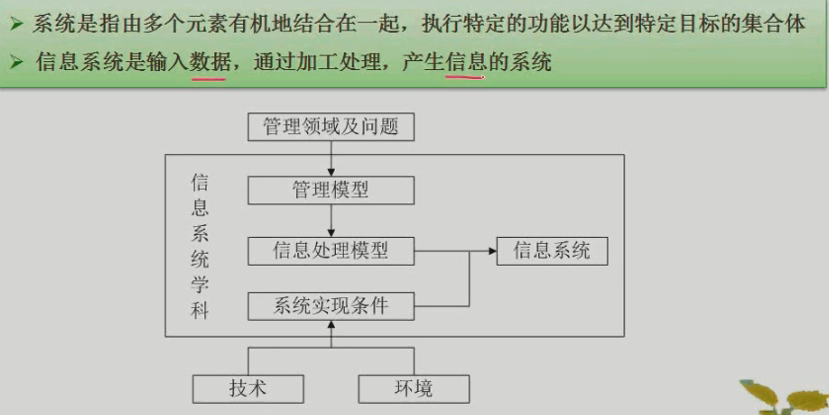 系统是指由多个元素有机地结合在一起，执行特定的功能以达到特定目标的集合体
信息系统是输入数据，通过加工处理，产生信息的系统
管理领域及问题
信息系统学科
管理模型
信息处理模型
信息系统
系统实现条件
技术
环境